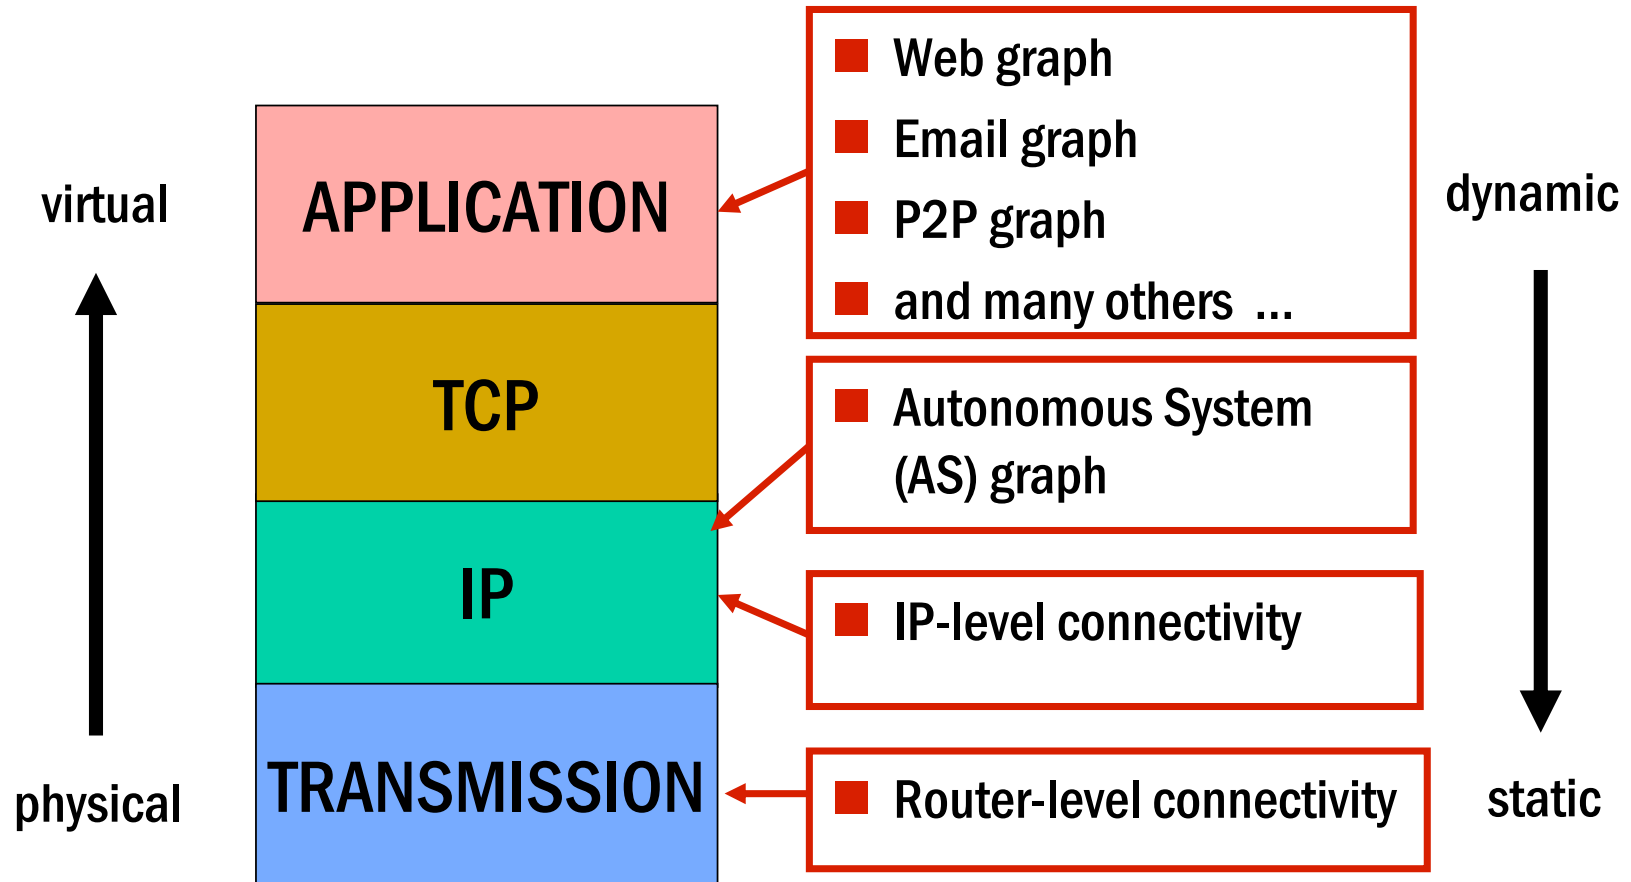 virtual
physical
APPLICATION
TCP
IP
TRANSMISSION
Web graph
Email graph
P2P graph
and many others ...
Autonomous System
(AS) graph
IP-level connectivity
Router-level connectivity
dynamic
static